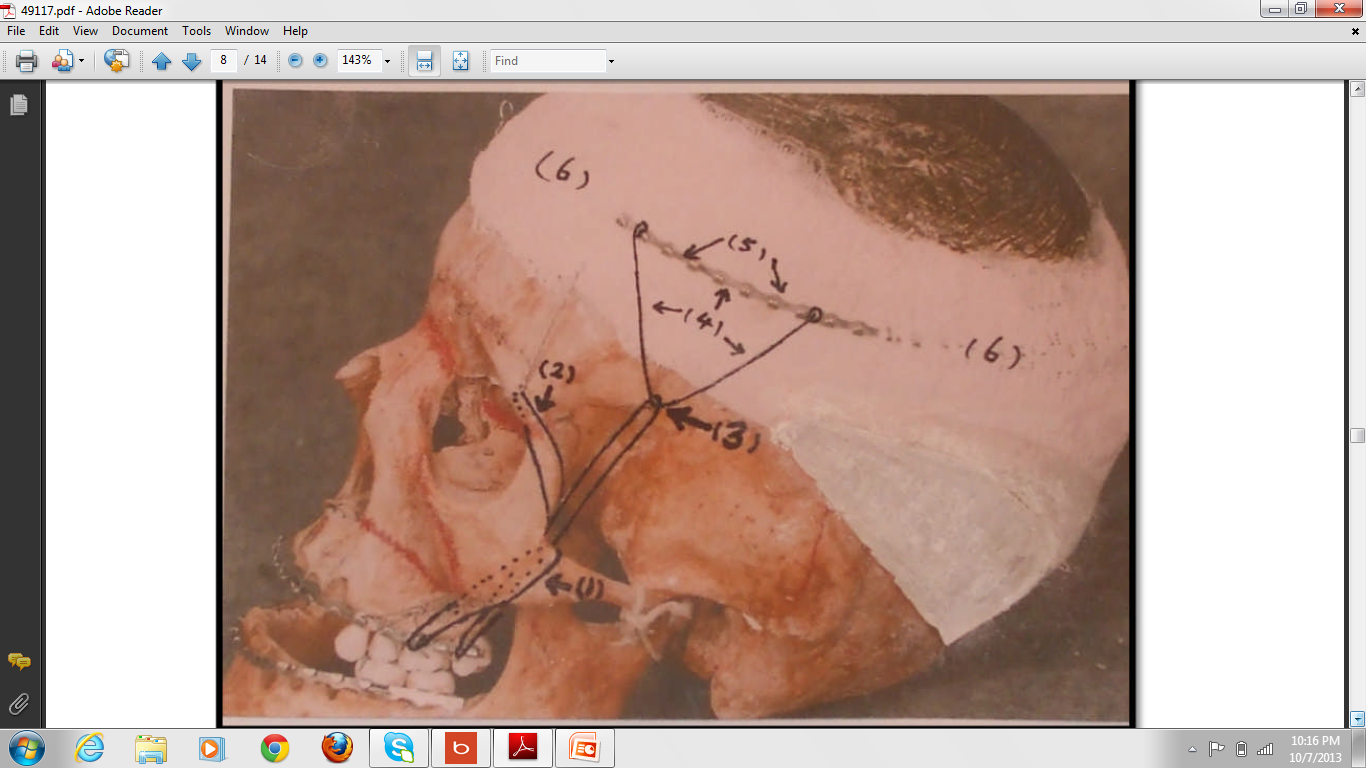 49117.pdf - Adobe Reader
File Edit View Document Tools Window Help
8 / 14 143% Find
(6)
(5)
(4)
(6)
(2)
(3)
(1)
10:16 PM
10/7/2013